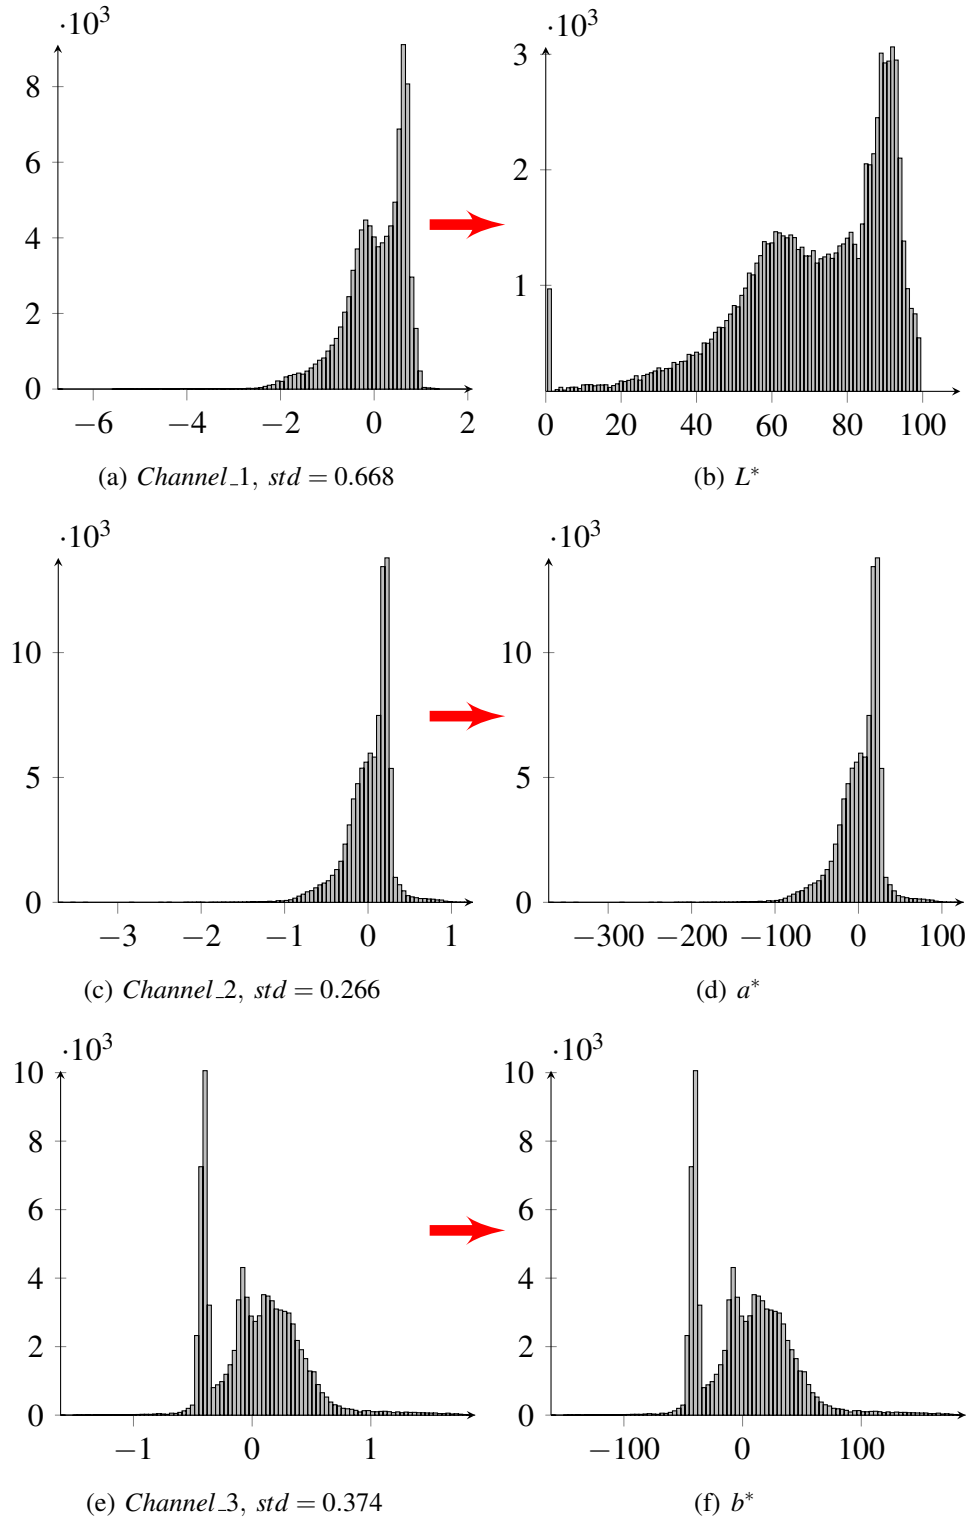 ·10³ ·10³
8 3
6 2
4 1
2
0
−6 −4 −2 0 2 0 20 40 60 80 100
(a) Channel_1, std = 0.668 (b) L*
·10³ ·10³
10 10
5 5
0 0
−3 −2 −1 0 1 −300 −200 −100 0 100
(c) Channel_2, std = 0.266 (d) a*
·10³ ·10³
10 10
8 8
6 6
4 4
2 2
0 0
−1 0 1 −100 0 100
(e) Channel_3, std = 0.374 (f) b*